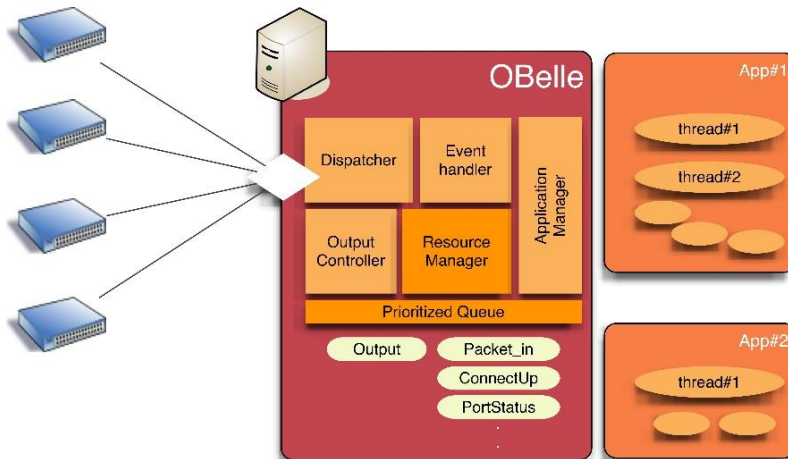 OBelle
Dispatcher
Event
handler
Application
Manager
Output
Controller
Resource
Manager
Prioritized Queue
Output
Packet_in
ConnectUp
PortStatus
App#1
thread#1
thread#2
App#2
thread#1